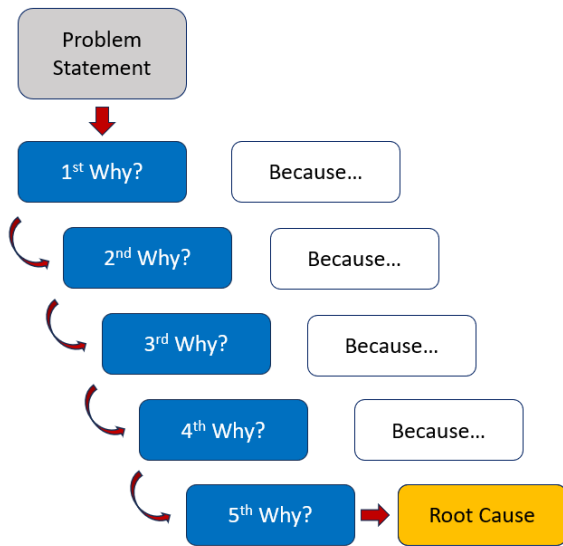 Problem
Statement
1st Why?
Because...
2nd Why?
Because...
3rd Why?
Because...
4th Why?
Because...
5th Why?
Root Cause